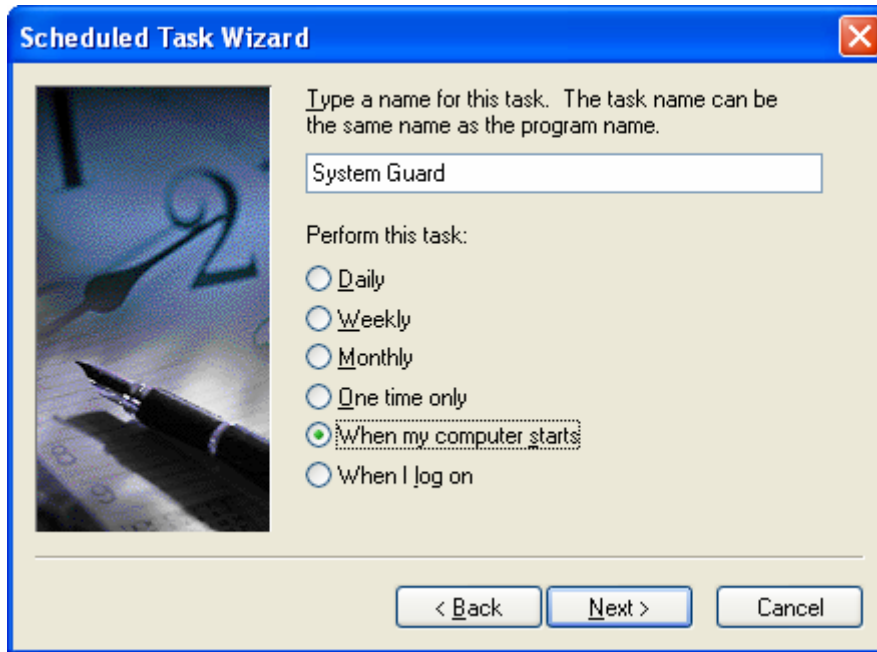 Scheduled Task Wizard
Type a name for this task. The task name can be
the same name as the program name.
System Guard
Perform this task:
Daily
Weekly
Monthly
One time only
When my computer starts
When I log on
< Back
Next >
Cancel